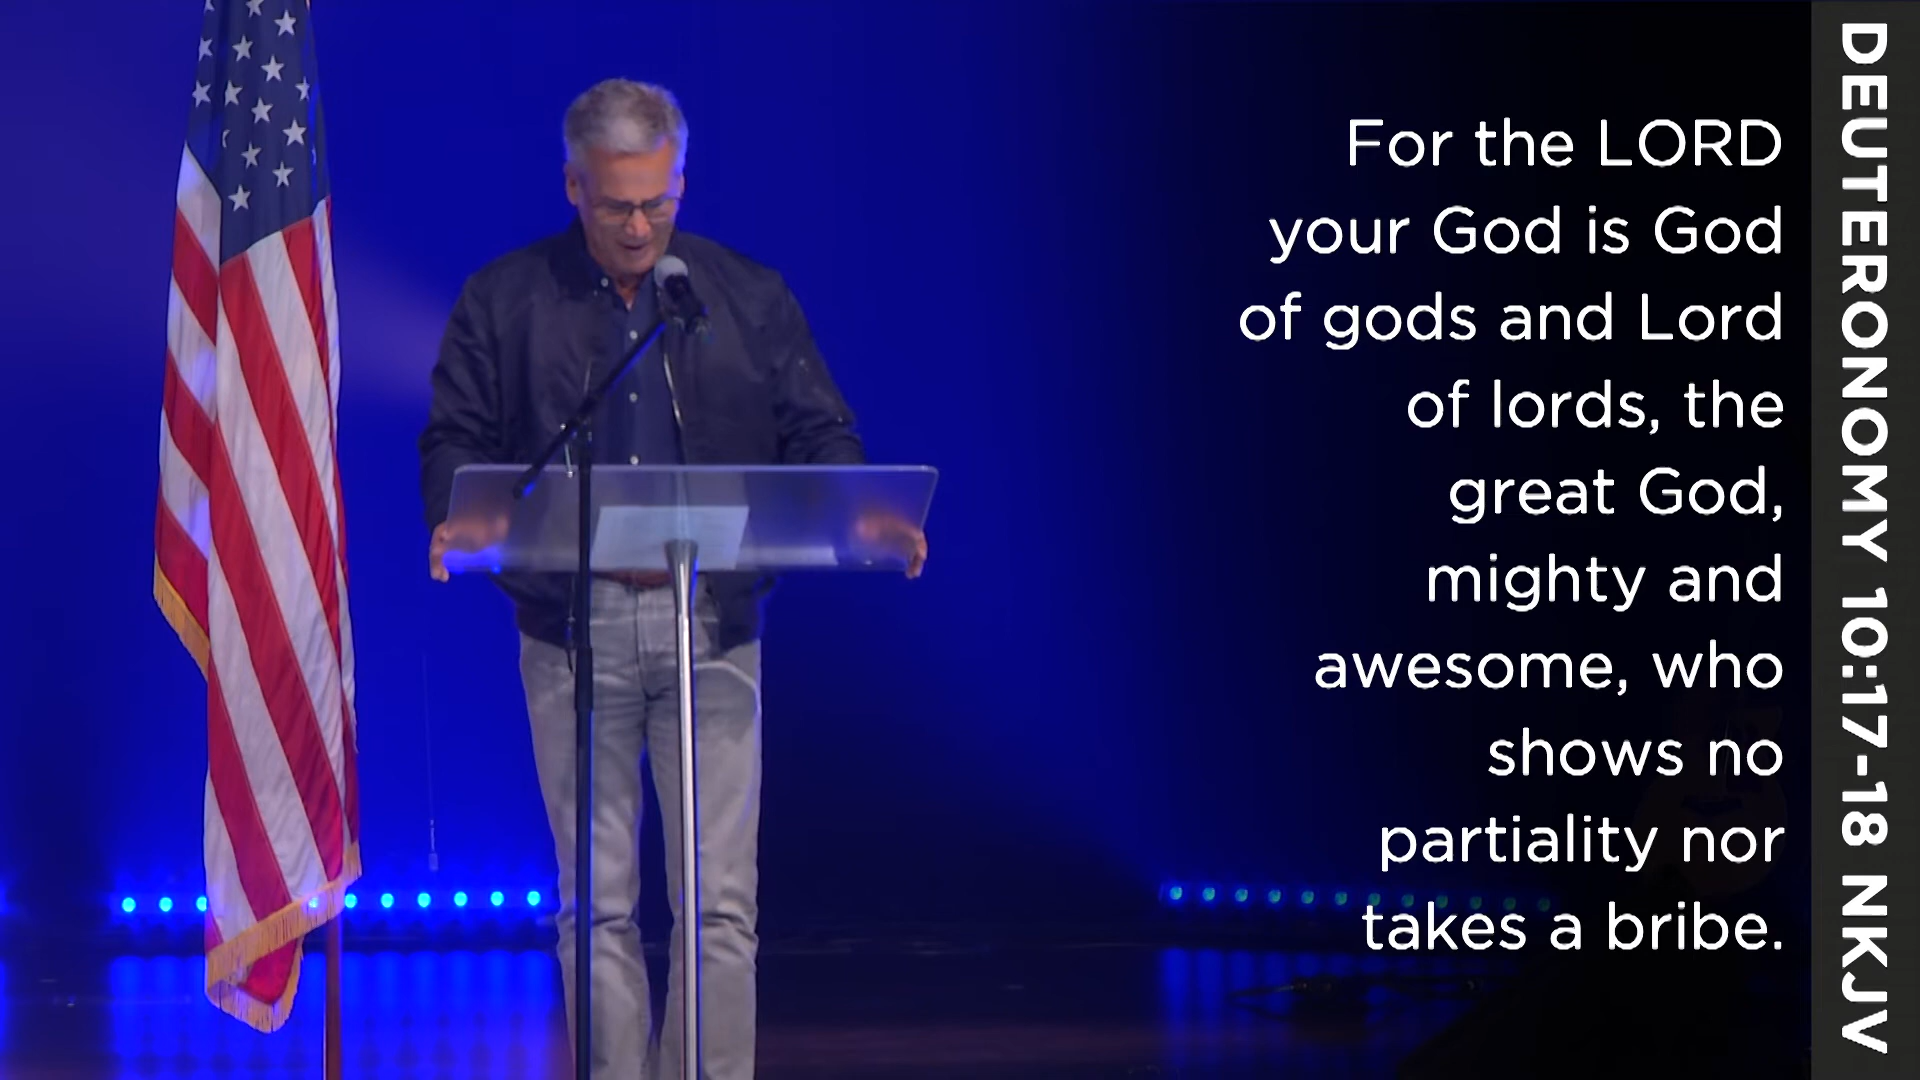 For the LORD
your God is God
of gods and Lord
of lords, the
great God,
mighty and
awesome, who
shows no
partiality nor
takes a bribe.
DEUTERONOMY 10:17-18 NKJV